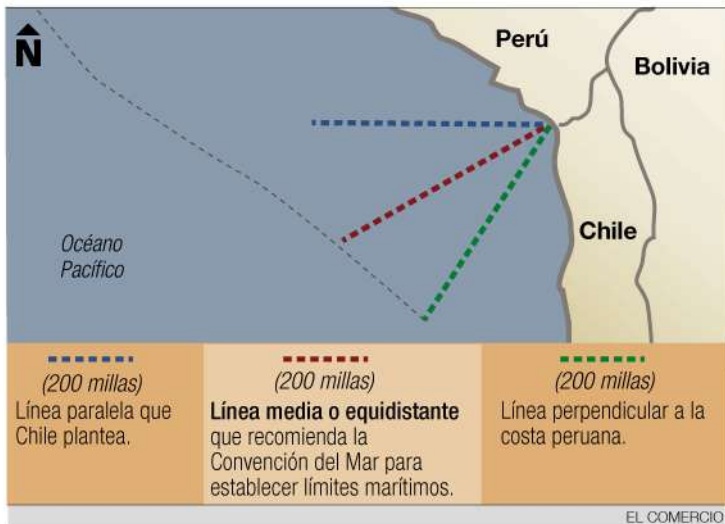 Perú
Bolivia
N
Chile
Océano
Pacífico
(200 millas)
Línea paralela que
Chile plantea.
(200 millas)
Línea media o equidistante
que recomienda la
Convención del Mar para
establecer límites marítimos.
(200 millas)
Línea perpendicular a la
costa peruana.
EL COMERCIO